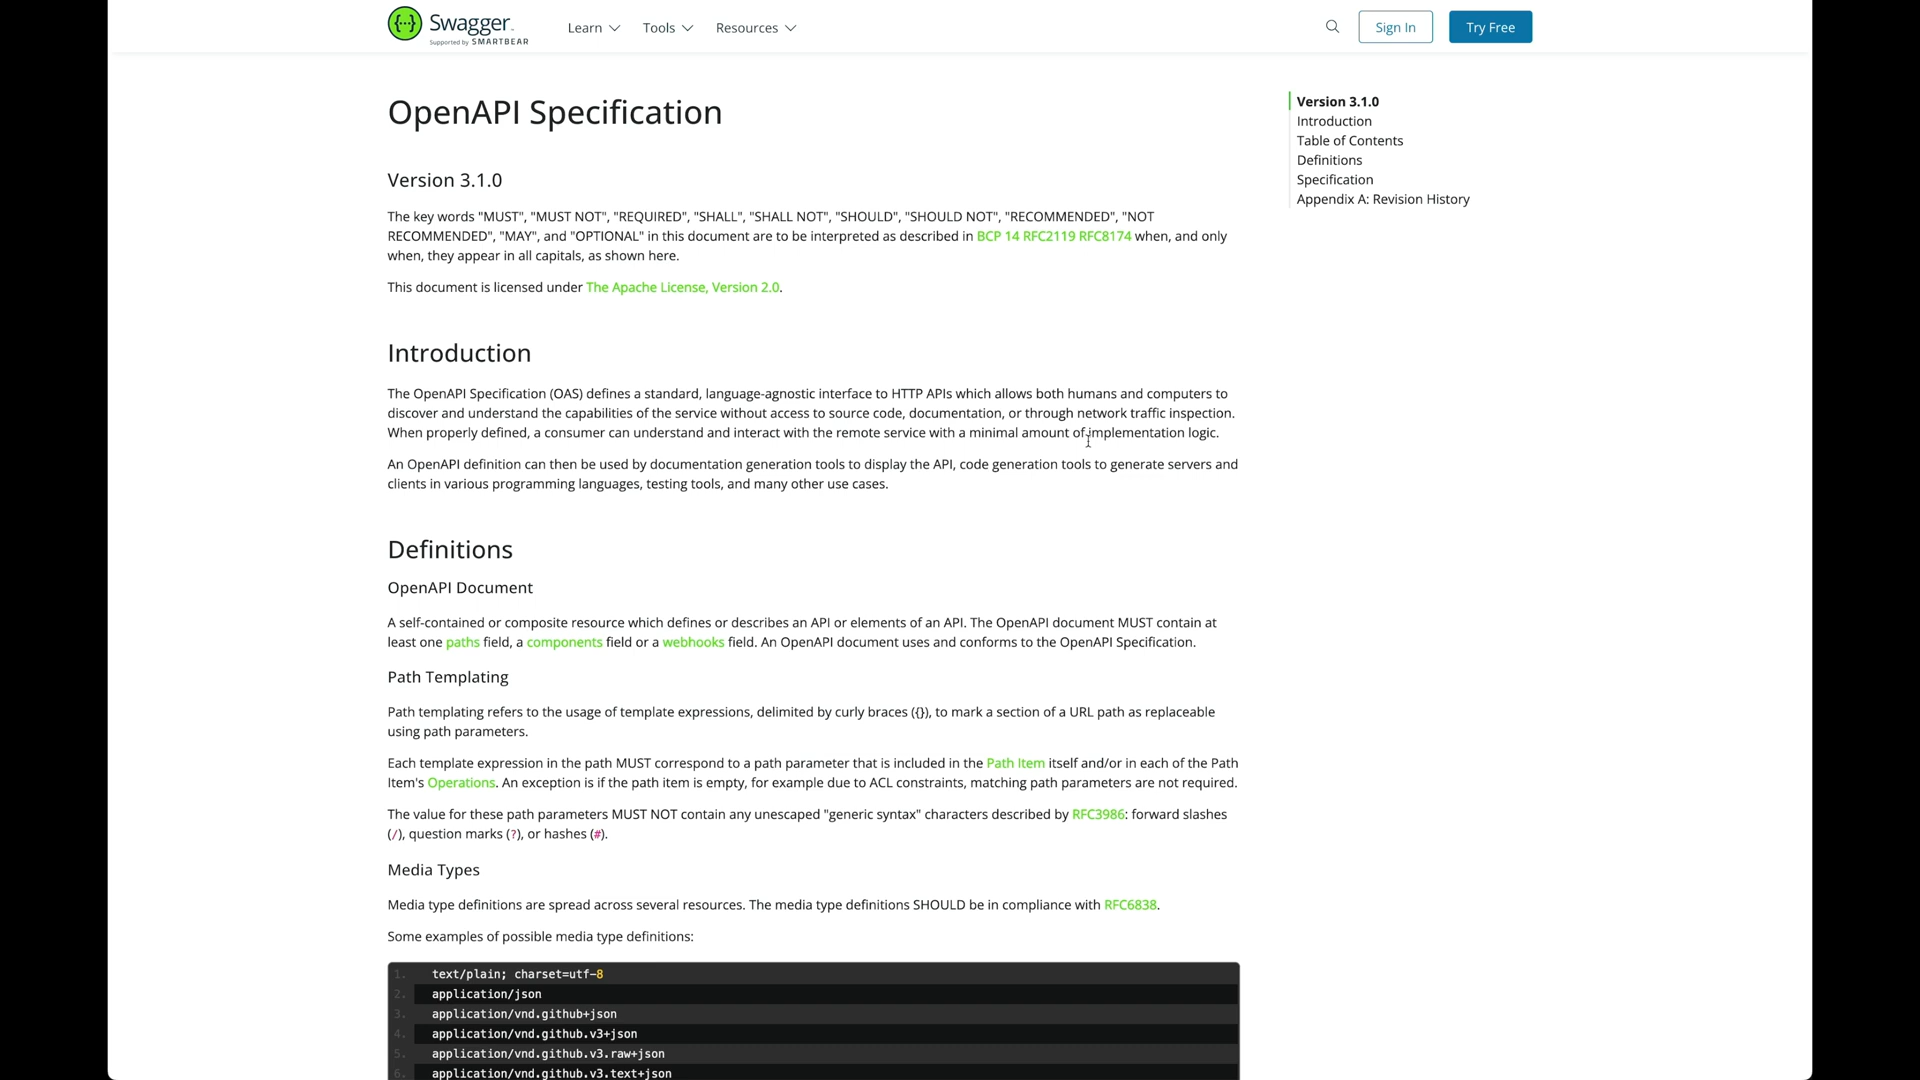 Swagger
Supported by SMARTBEAR
Learn
Tools
Resources
Sign In
Try Free
OpenAPI Specification
Version 3.1.0
The key words "MUST", "MUST NOT", "REQUIRED", "SHALL", "SHALL NOT", "SHOULD", "SHOULD NOT", "RECOMMENDED", "NOT
RECOMMENDED", "MAY", and "OPTIONAL" in this document are to be interpreted as described in BCP 14 RFC2119 RFC8174 when, and only
when, they appear in all capitals, as shown here.
This document is licensed under The Apache License, Version 2.0.
Introduction
The OpenAPI Specification (OAS) defines a standard, language-agnostic interface to HTTP APIs which allows both humans and computers to
discover and understand the capabilities of the service without access to source code, documentation, or through network traffic inspection.
When properly defined, a consumer can understand and interact with the remote service with a minimal amount of implementation logic.
An OpenAPI definition can then be used by documentation generation tools to display the API, code generation tools to generate servers and
clients in various programming languages, testing tools, and many other use cases.
Definitions
OpenAPI Document
A self-contained or composite resource which defines or describes an API or elements of an API. The OpenAPI document MUST contain at
least one paths field, a components field or a webhooks field. An OpenAPI document uses and conforms to the OpenAPI Specification.
Path Templating
Path templating refers to the usage of template expressions, delimited by curly braces ({}), to mark a section of a URL path as replaceable
using path parameters.
Each template expression in the path MUST correspond to a path parameter that is included in the Path Item itself and/or in each of the Path
Item's Operations. An exception is if the path item is empty, for example due to ACL constraints, matching path parameters are not required.
The value for these path parameters MUST NOT contain any unescaped "generic syntax" characters described by RFC3986: forward slashes
(/), question marks (?), or hashes (#).
Media Types
Media type definitions are spread across several resources. The media type definitions SHOULD be in compliance with RFC6838.
Some examples of possible media type definitions:
1. text/plain; charset=utf-8
2. application/json
3. application/vnd.github+json
4. application/vnd.github.v3+json
5. application/vnd.github.v3.raw+json
6. application/vnd.github.v3.text+json
Version 3.1.0
Introduction
Table of Contents
Definitions
Specification
Appendix A: Revision History